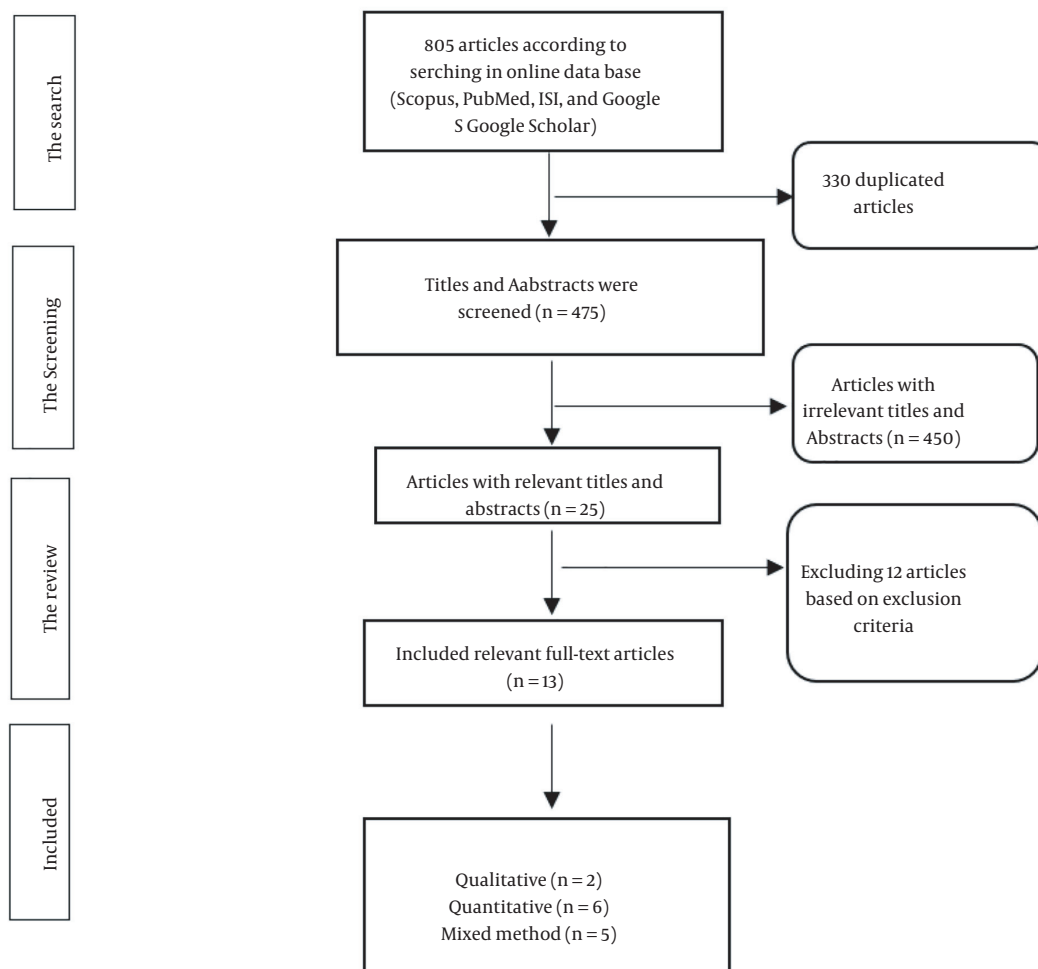 The search
805 articles according to
serching in online data base
(Scopus, PubMed, ISI, and Google
S Google Scholar)
330 duplicated
articles
The Screening
Titles and Aabstracts were
screened (n = 475)
Articles with
irrelevant titles and
Abstracts (n = 450)
Articles with relevant titles and
abstracts (n = 25)
The review
Excluding 12 articles
based on exclusion
criteria
Included relevant full-text articles
(n = 13)
Included
Qualitative (n = 2)
Quantitative (n = 6)
Mixed method (n = 5)